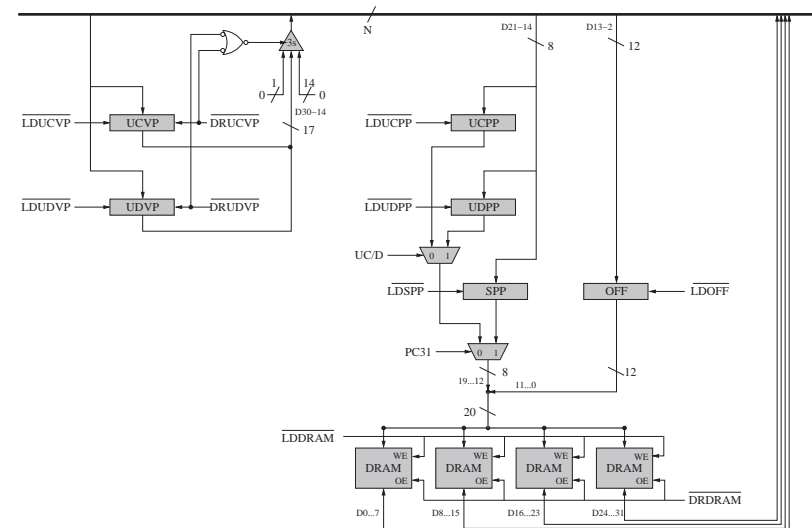 N
D21−14
8
D13−2
12
3s
1
0
14
0
D30−14
17
LDUCVP
UCVP
DRUCVP
LDUCPP
UCPP
LDUDVP
UDVP
DRUDVP
LDUDPP
UDPP
UC/D
0 1
LDSPP
SPP
OFF
LDOFF
PC31
0 1
8
19...12
11...0
12
20
LDDRAM
WE
DRAM
OE
WE
DRAM
OE
WE
DRAM
OE
WE
DRAM
OE
DRDRAM
D0...7
D8...15
D16...23
D24...31